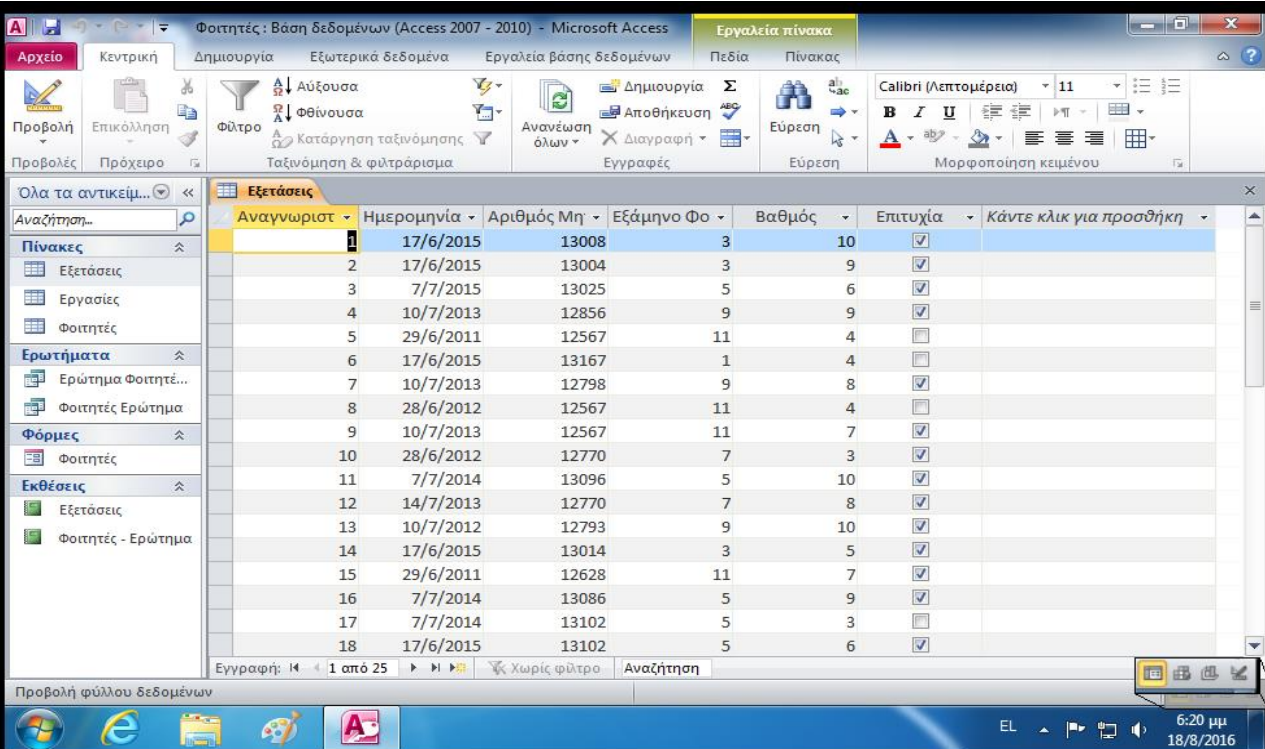 Φοιτητές : Βάση δεδομένων (Access 2007 - 2010) - Microsoft Access
Εργαλεία πίνακα
Αρχείο Κεντρική Δημιουργία Εξωτερικά δεδομένα Εργαλεία βάσης δεδομένων Πεδία Πίνακας
Προβολή
Προβολές
Επικόλληση
Πρόχειρο
Φίλτρο
Αύξουσα
Φθίνουσα
Κατάργηση ταξινόμησης
Ταξινόμηση & φιλτράρισμα
Ανανέωση όλων
Δημιουργία
Αποθήκευση
Διαγραφή
Εγγραφές
Εύρεση
Εύρεση
Calibri (Λεπτομέρεια) 11
B I U
Μορφοποίηση κειμένου
Όλα τα αντικείμ...
Αναζήτηση...
Πίνακες
Εξετάσεις
Εργασίες
Φοιτητές
Ερωτήματα
Ερώτημα Φοιτητέ...
Φοιτητές Ερώτημα
Φόρμες
Φοιτητές
Εκθέσεις
Εξετάσεις
Φοιτητές - Ερώτημα
Εξετάσεις
Αναγνωριστ Ημερομηνία Αριθμός Μη Εξάμηνο Φο Βαθμός Επιτυχία Κάντε κλικ για προσθήκη
1 17/6/2015 13008 3 10
2 17/6/2015 13004 3 9
3 7/7/2015 13025 5 6
4 10/7/2013 12856 9 9
5 29/6/2011 12567 11 4
6 17/6/2015 13167 1 4
7 10/7/2013 12798 9 8
8 28/6/2012 12567 11 4
9 10/7/2013 12567 11 7
10 28/6/2012 12770 7 3
11 7/7/2014 13096 5 10
12 14/7/2013 12770 7 8
13 10/7/2012 12793 9 10
14 17/6/2015 13014 3 5
15 29/6/2011 12628 11 7
16 7/7/2014 13086 5 9
17 7/7/2014 13102 5 3
18 17/6/2015 13102 5 6
Εγγραφή: 1 από 25 Χωρίς φίλτρο Αναζήτηση
Προβολή φύλλου δεδομένων
EL
6:20 μμ
18/8/2016